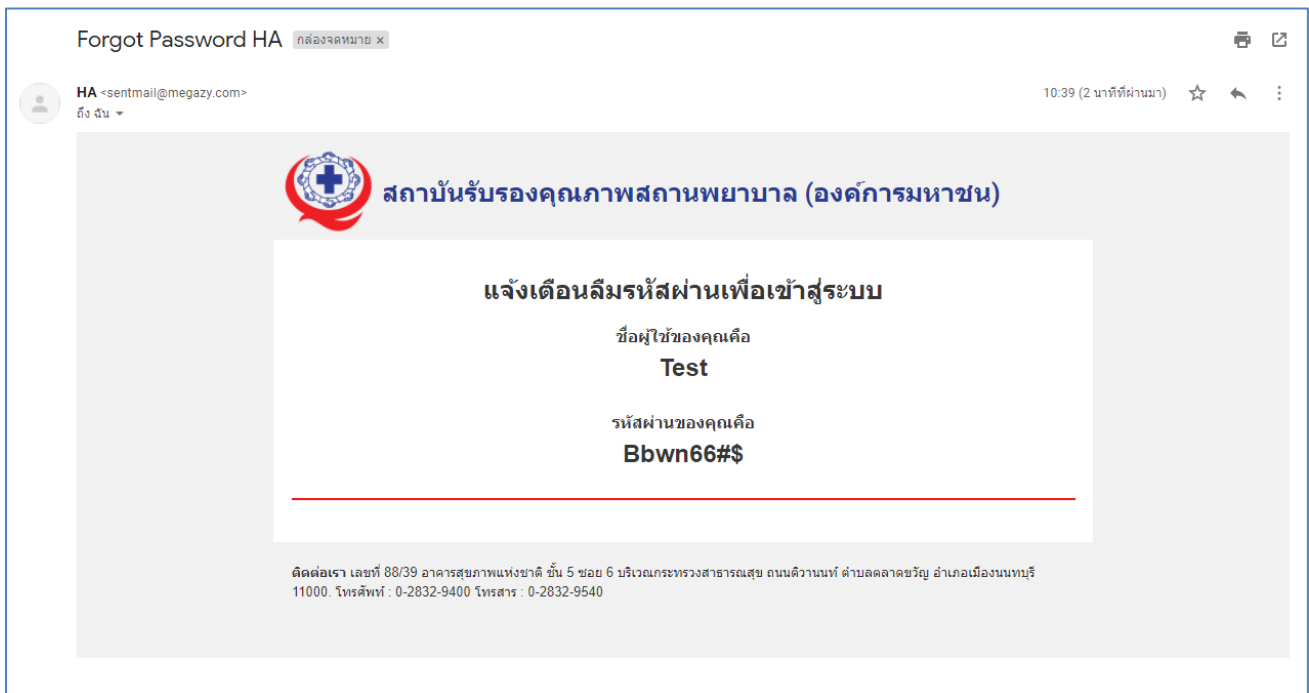 Forgot Password HA กล่องจดหมาย x
HA <sentmail@megazy.com>
10:39 (2 นาทีที่ผ่านมา)
ถึง ฉัน
สถาบันรับรองคุณภาพสถานพยาบาล (องค์การมหาชน)
แจ้งเตือนลืมรหัสผ่านเพื่อเข้าสู่ระบบ
ชื่อผู้ใช้ของคุณคือ
Test
รหัสผ่านของคุณคือ
Bbwn66#$
ติดต่อเรา เลขที่ 88/39 อาคารสุขภาพแห่งชาติ ชั้น 5 ซอย 6 บริเวณกระทรวงสาธารณสุข ถนนติวานนท์ ตำบลตลาดขวัญ อำเภอเมืองนนทบุรี
11000. โทรศัพท์ : 0-2832-9400 โทรสาร : 0-2832-9540